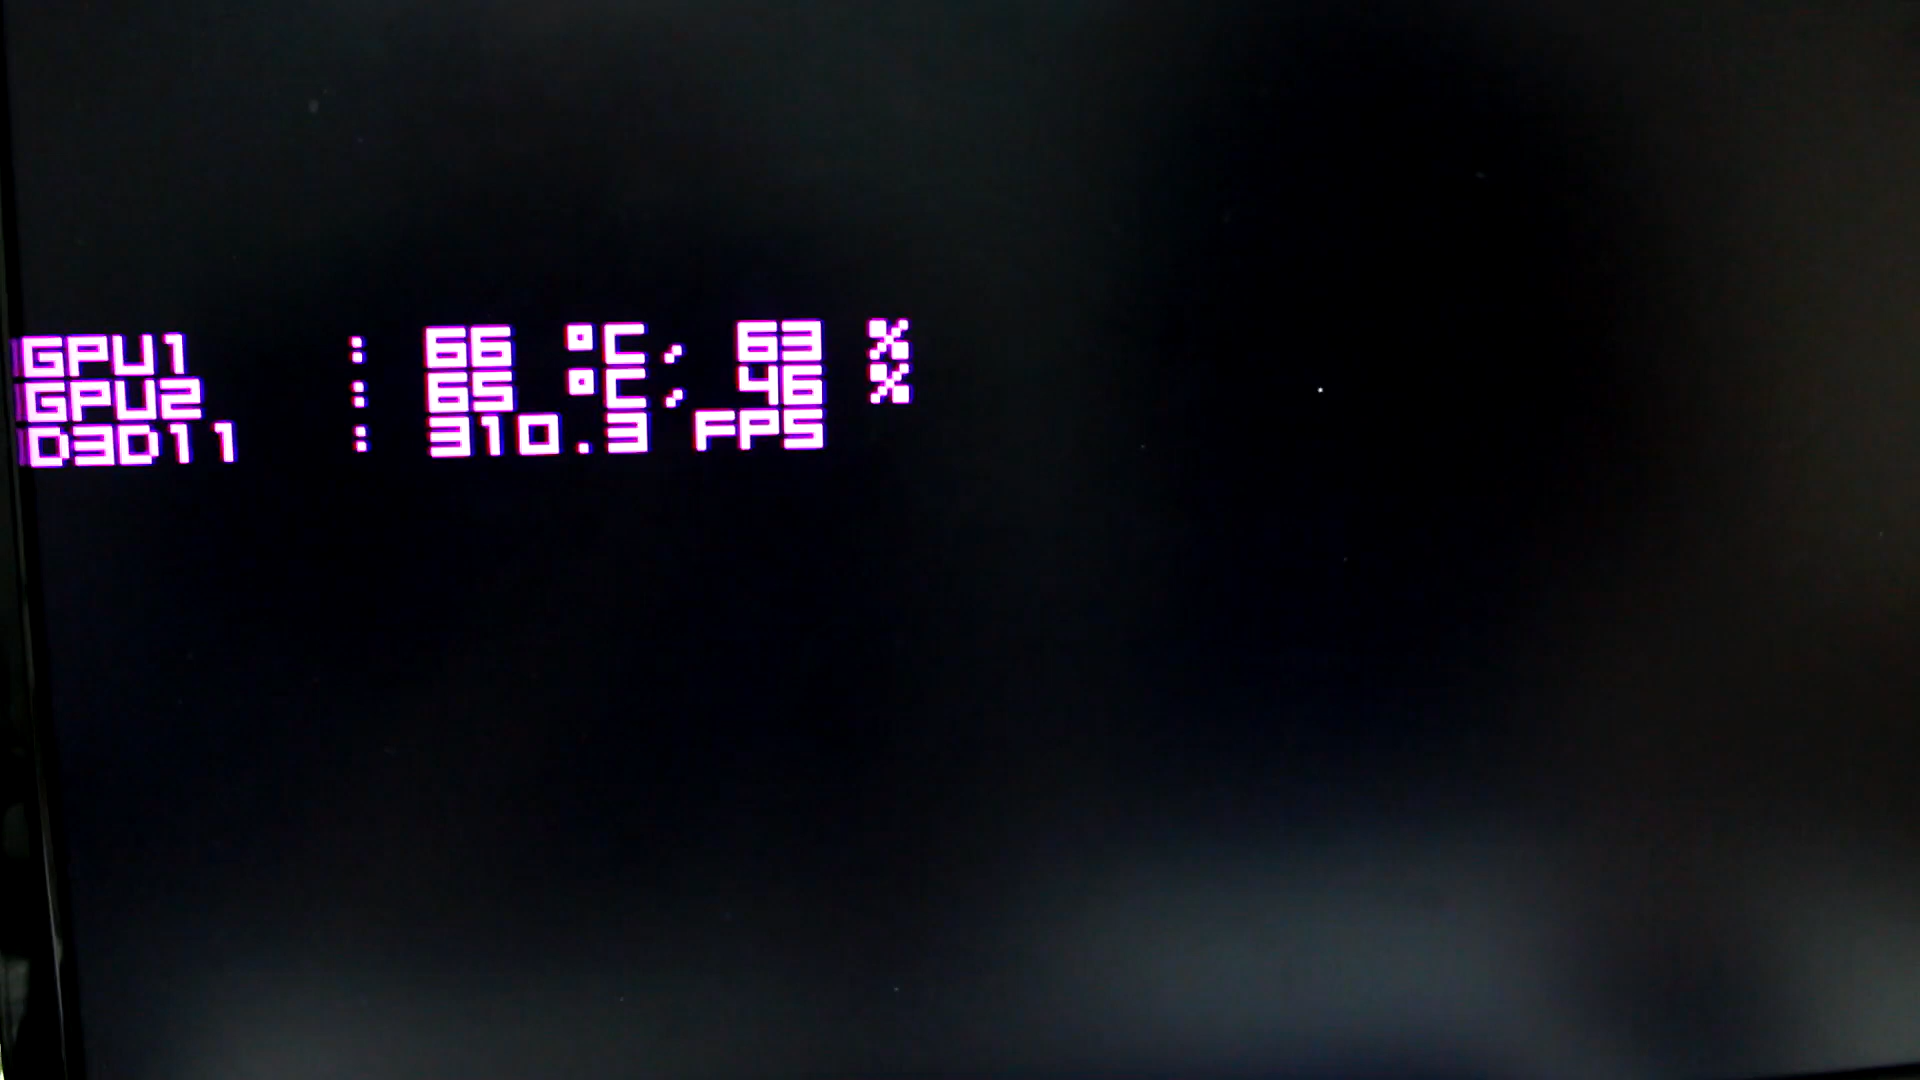 GPU1 : 66 °C, 63 %
GPU2 : 65 °C, 46 %
D3D11 : 310.3 FPS